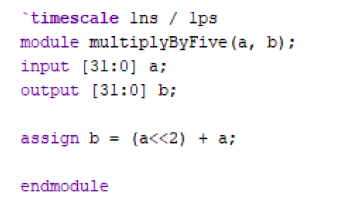 `timescale 1ns / 1ps
module multiplyByFive(a, b);
input [31:0] a;
output [31:0] b;
assign b = (a<<2) + a;
endmodule